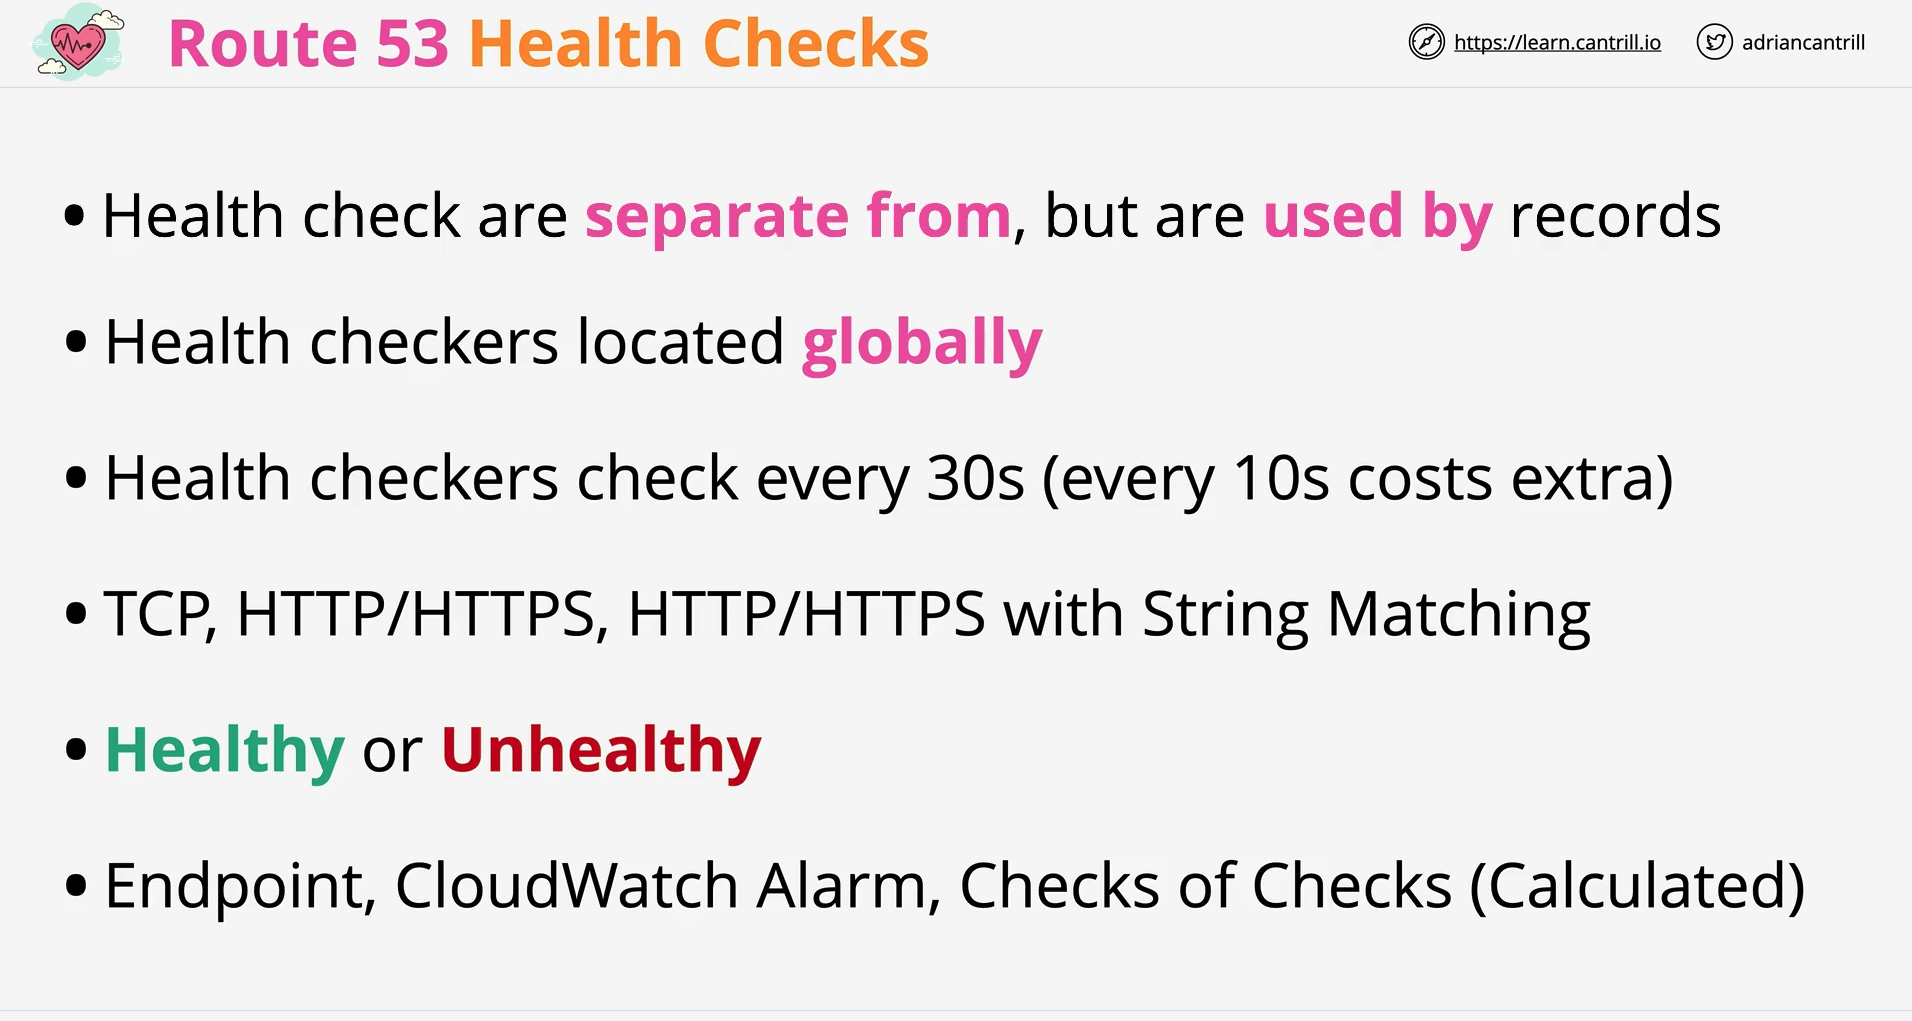 Route 53 Health Checks
https://learn.cantrill.io
adriancantrill
• Health check are separate from, but are used by records
• Health checkers located globally
• Health checkers check every 30s (every 10s costs extra)
• TCP, HTTP/HTTPS, HTTP/HTTPS with String Matching
• Healthy or Unhealthy
• Endpoint, CloudWatch Alarm, Checks of Checks (Calculated)